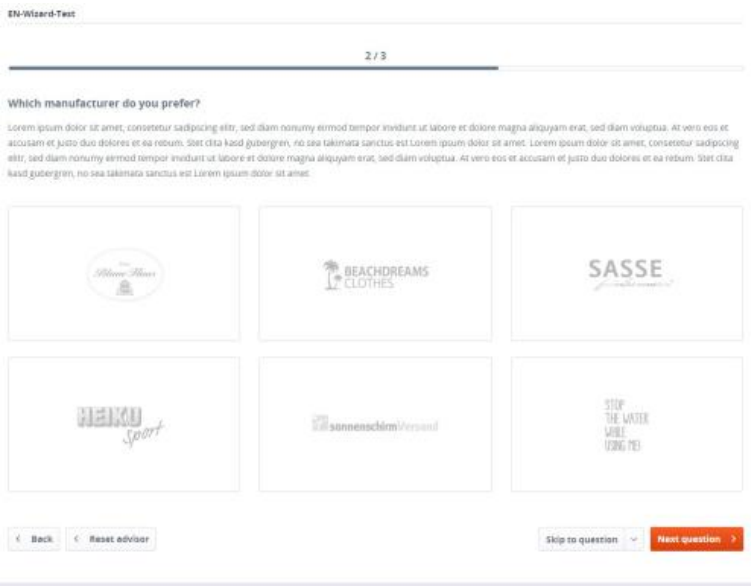 EN-Wizard-Test
2 / 3
Which manufacturer do you prefer?
Lorem ipsum dolor sit amet, consetetur sadipscing elitr, sed diam nonumy eirmod tempor invidunt ut labore et dolore magna aliquyam erat, sed diam voluptua. At vero eos et
accusam et justo duo dolores et ea rebum. Stet clita kasd gubergren, no sea takimata sanctus est Lorem ipsum dolor sit amet. Lorem ipsum dolor sit amet, consetetur sadipscing
elitr, sed diam nonumy eirmod tempor invidunt ut labore et dolore magna aliquyam erat, sed diam voluptua. At vero eos et accusam et justo duo dolores et ea rebum. Stet clita
kasd gubergren, no sea takimata sanctus est Lorem ipsum dolor sit amet.
Blaue Haus
BEACHDREAMS
CLOTHES
SASSE
HEIKO
Sport
sonnenschirmVersand
STOP
THE WATER
WHILE
USING ME!
Back
Reset advisor
Skip to question
Next question